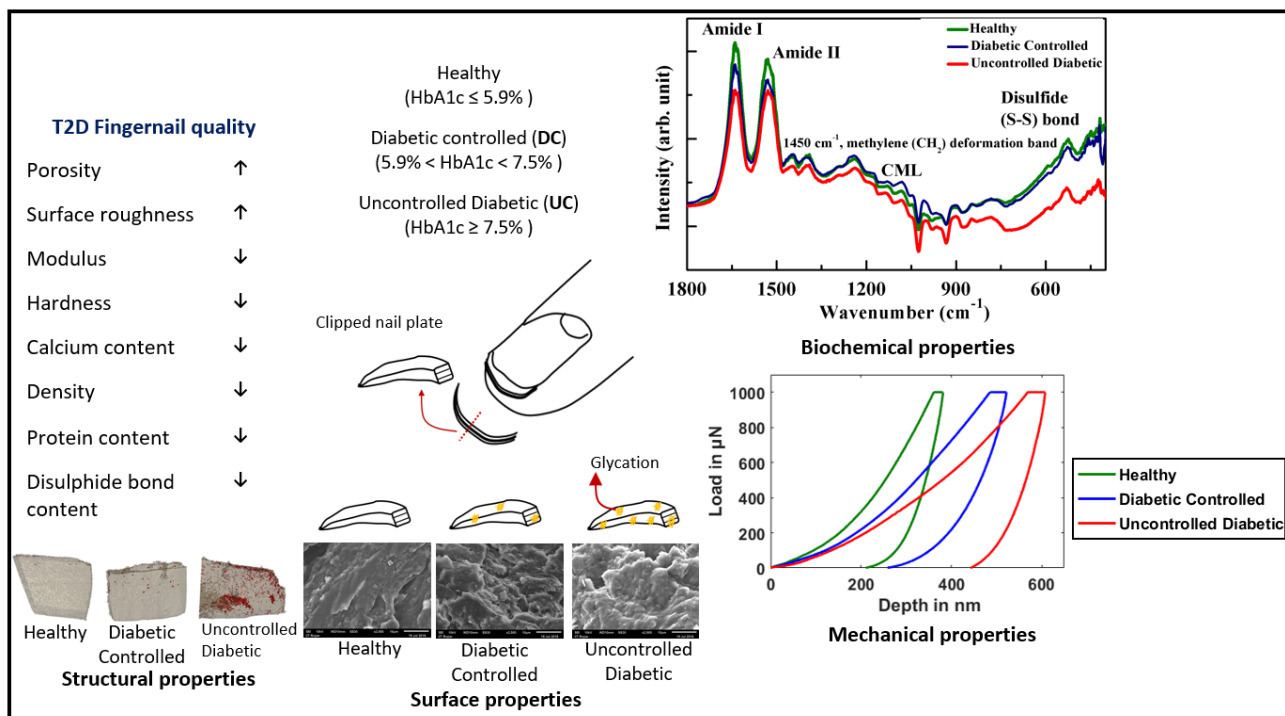 T2D Fingernail quality
Porosity ↑
Surface roughness ↑
Modulus ↓
Hardness ↓
Calcium content ↓
Density ↓
Protein content ↓
Disulphide bond ↓
content
Healthy
Diabetic
Controlled
Uncontrolled
Diabetic
Structural properties
Healthy
(HbA1c ≤ 5.9% )
Diabetic controlled (DC)
(5.9% < HbA1c < 7.5% )
Uncontrolled Diabetic (UC)
(HbA1c ≥ 7.5% )
Clipped nail plate
Glycation
Healthy
Diabetic
Controlled
Uncontrolled
Diabetic
Surface properties
Amide I
Amide II
Healthy
Diabetic Controlled
Uncontrolled Diabetic
Disulfide
(S-S) bond
1450 cm⁻¹, methylene (CH₂) deformation band
CML
Intensity (arb. unit)
1800 1500 1200 900 600
Wavenumber (cm⁻¹)
Biochemical properties
Load in µN
1000
800
600
400
200
0
0 200 400 600
Depth in nm
Mechanical properties
Healthy
Diabetic Controlled
Uncontrolled Diabetic